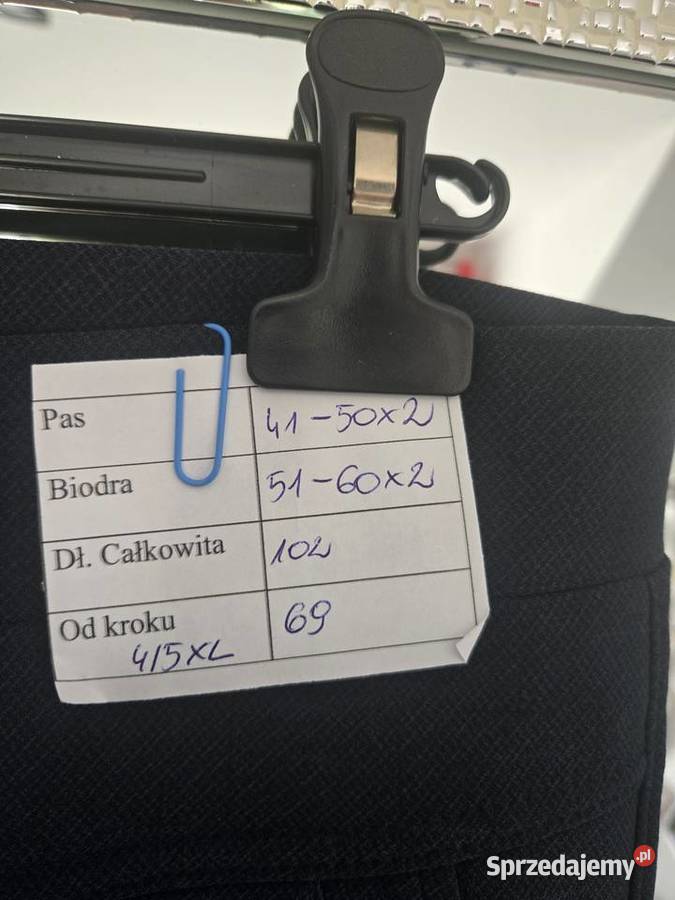 Pas 41-50x2
Biodra 51-60x2
Dł. Całkowita 102
Od kroku 69
4/5XL
Sprzedajemy.pl